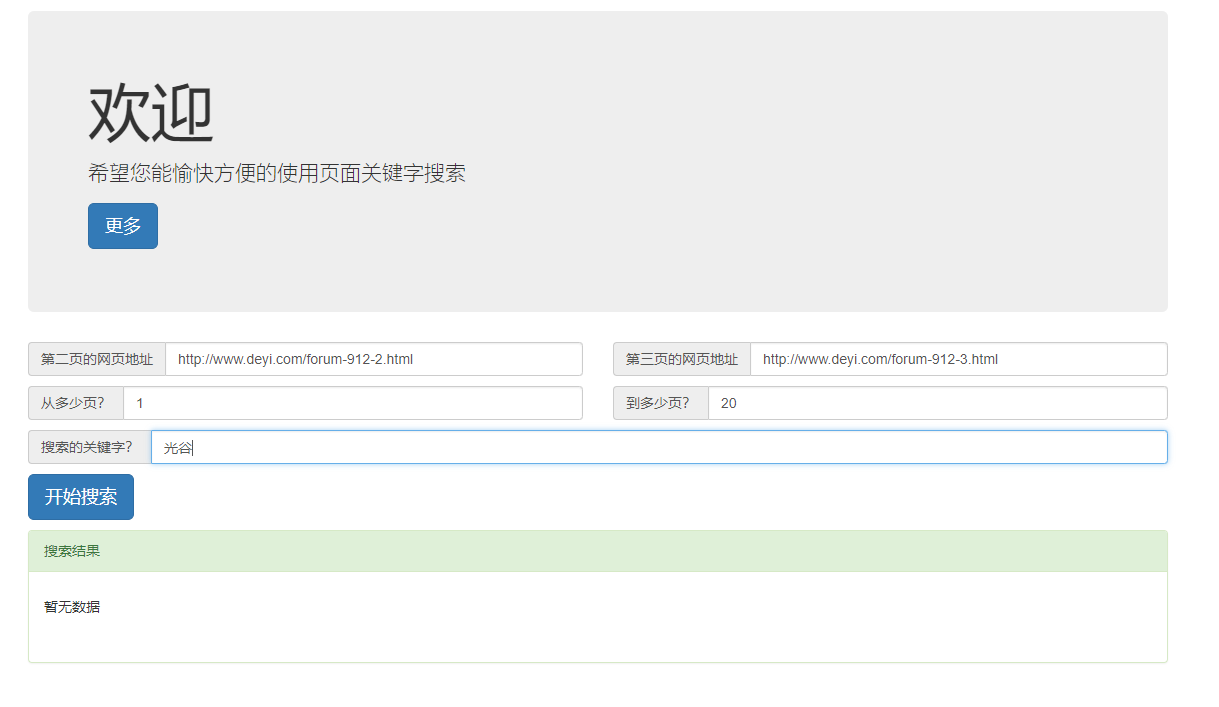 欢迎
希望您能愉快方便的使用页面关键字搜索
更多
第二页的网页地址 http://www.deyi.com/forum-912-2.html
第三页的网页地址 http://www.deyi.com/forum-912-3.html
从多少页? 1
到多少页? 20
搜索的关键字? 光谷
开始搜索
搜索结果
暂无数据